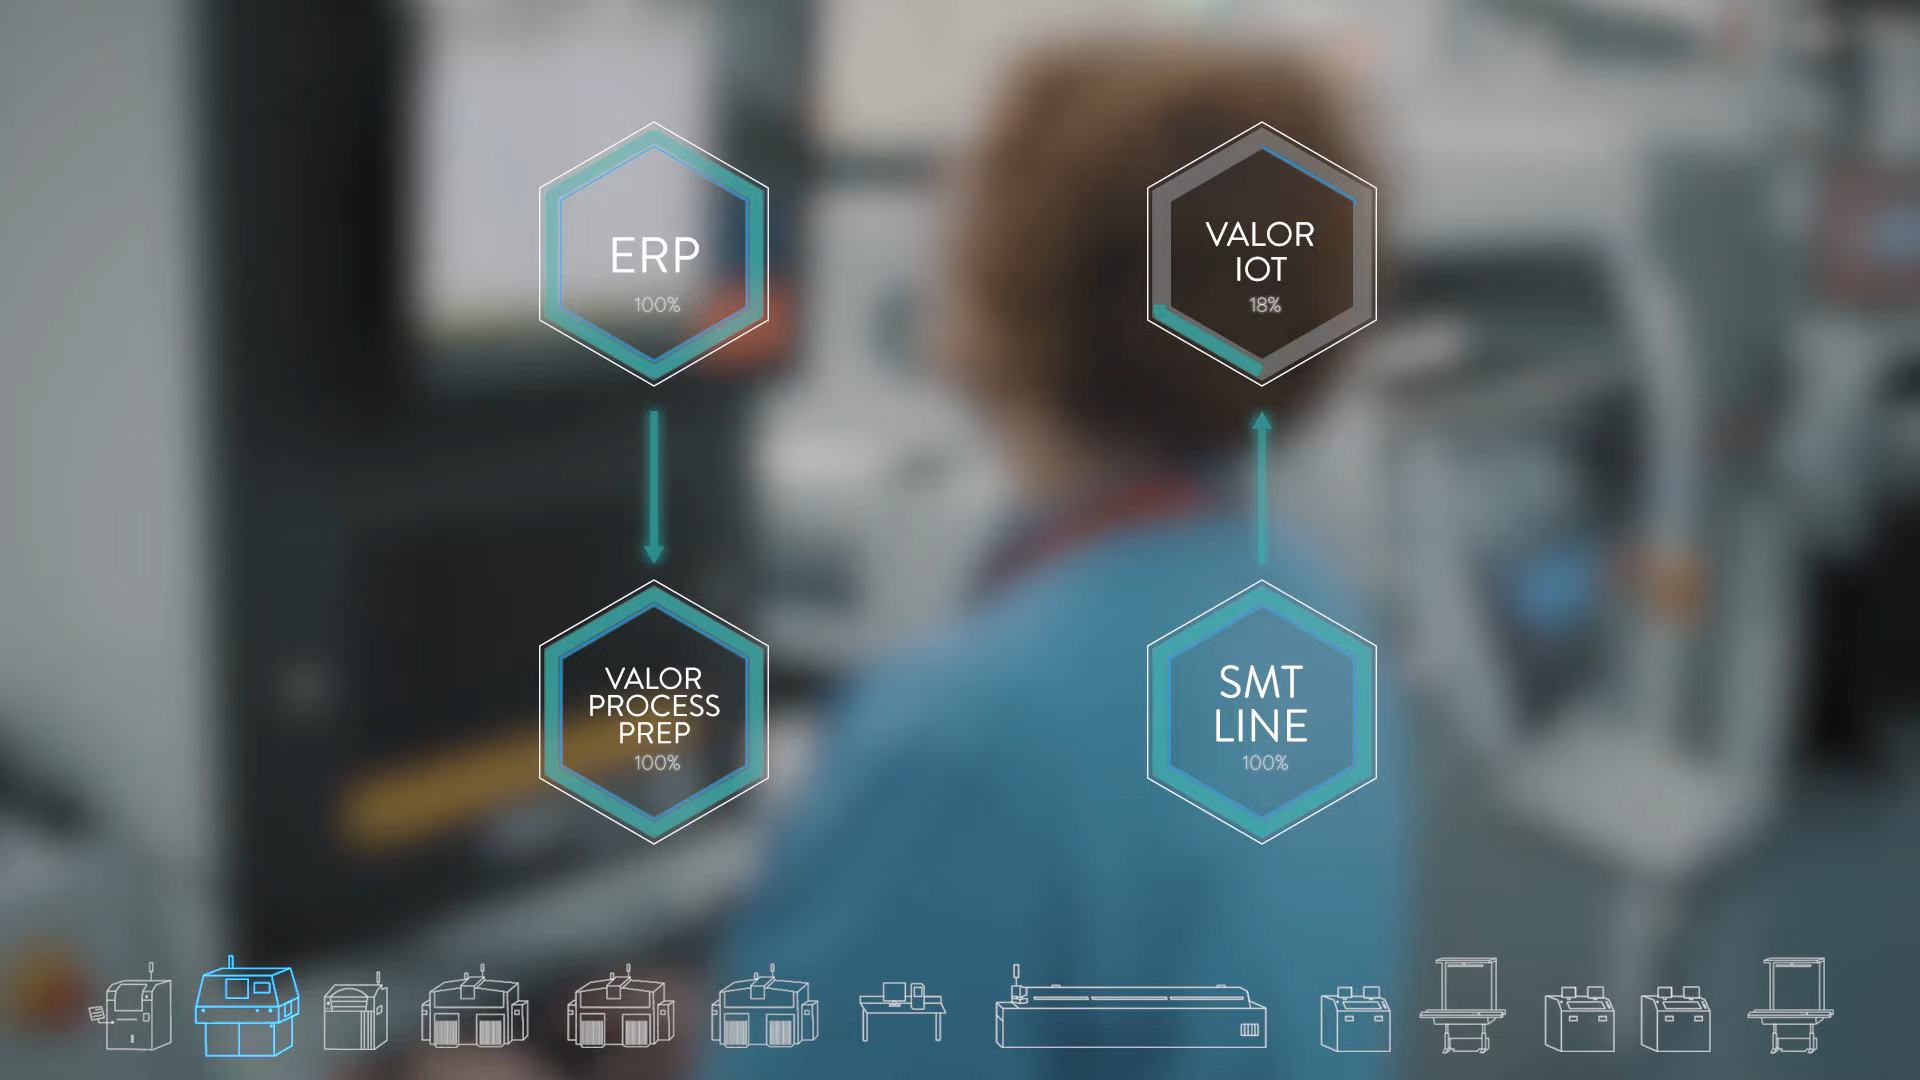 ERP
100%
VALOR
IOT
18%
VALOR
PROCESS
PREP
100%
SMT
LINE
100%